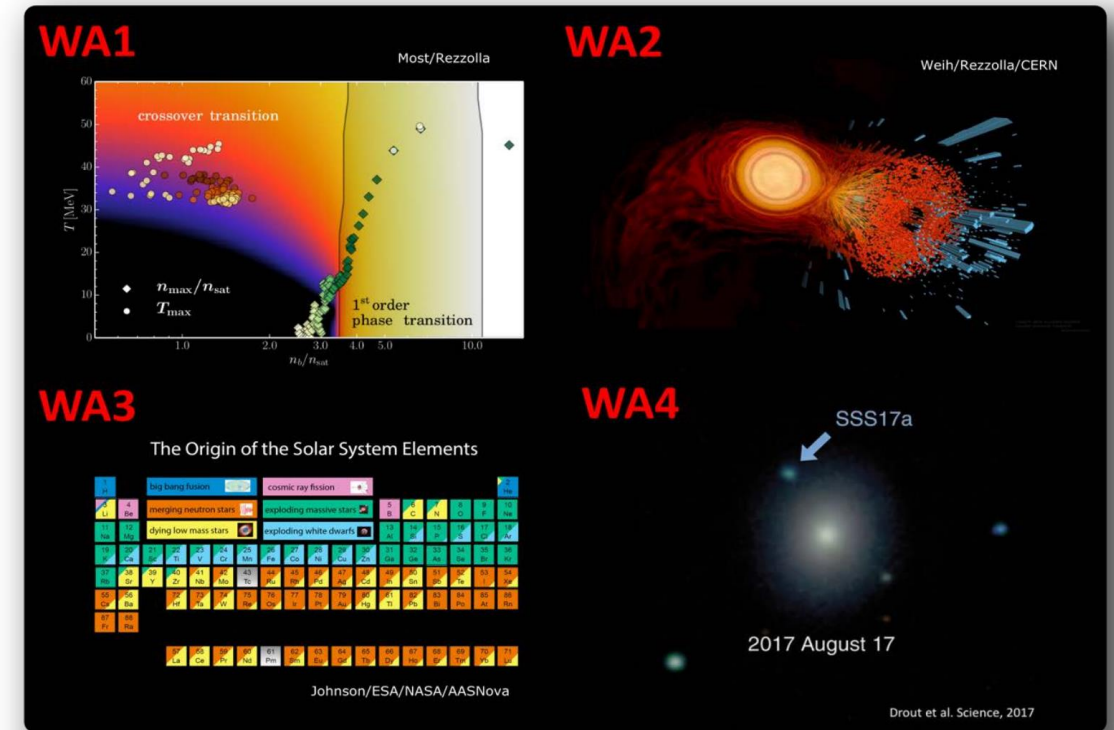 WA1
Most/Rezzolla
60
50
40
30
20
10
0
T [MeV]
crossover transition
n_max/n_sat
T_max
1st order
phase transition
1.0 2.0 3.0 4.0 5.0 10.0
n_b/n_sat
WA2
Weih/Rezzolla/CERN
WA3
The Origin of the Solar System Elements
1 2
H big bang fusion cosmic ray fission He
3 4 merging neutron stars exploding massive stars 5 6 7 8 9 10
Li Be B C N O F Ne
11 12 dying low mass stars exploding white dwarfs 13 14 15 16 17 18
Na Mg Al Si P S Cl Ar
19 20 21 22 23 24 25 26 27 28 29 30 31 32 33 34 35 36
K Ca Sc Ti V Cr Mn Fe Co Ni Cu Zn Ga Ge As Se Br Kr
37 38 39 40 41 42 43 44 45 46 47 48 49 50 51 52 53 54
Rb Sr Y Zr Nb Mo Tc Ru Rh Pd Ag Cd In Sn Sb Te I Xe
55 56 72 73 74 75 76 77 78 79 80 81 82 83 84 85 86
Cs Ba Hf Ta W Re Os Ir Pt Au Hg Tl Pb Bi Po At Rn
87 88
Fr Ra
57 58 59 60 61 62 63 64 65 66 67 68 69 70 71
La Ce Pr Nd Pm Sm Eu Gd Tb Dy Ho Er Tm Yb Lu
Johnson/ESA/NASA/AASNova
WA4
SSS17a
2017 August 17
Drout et al. Science, 2017